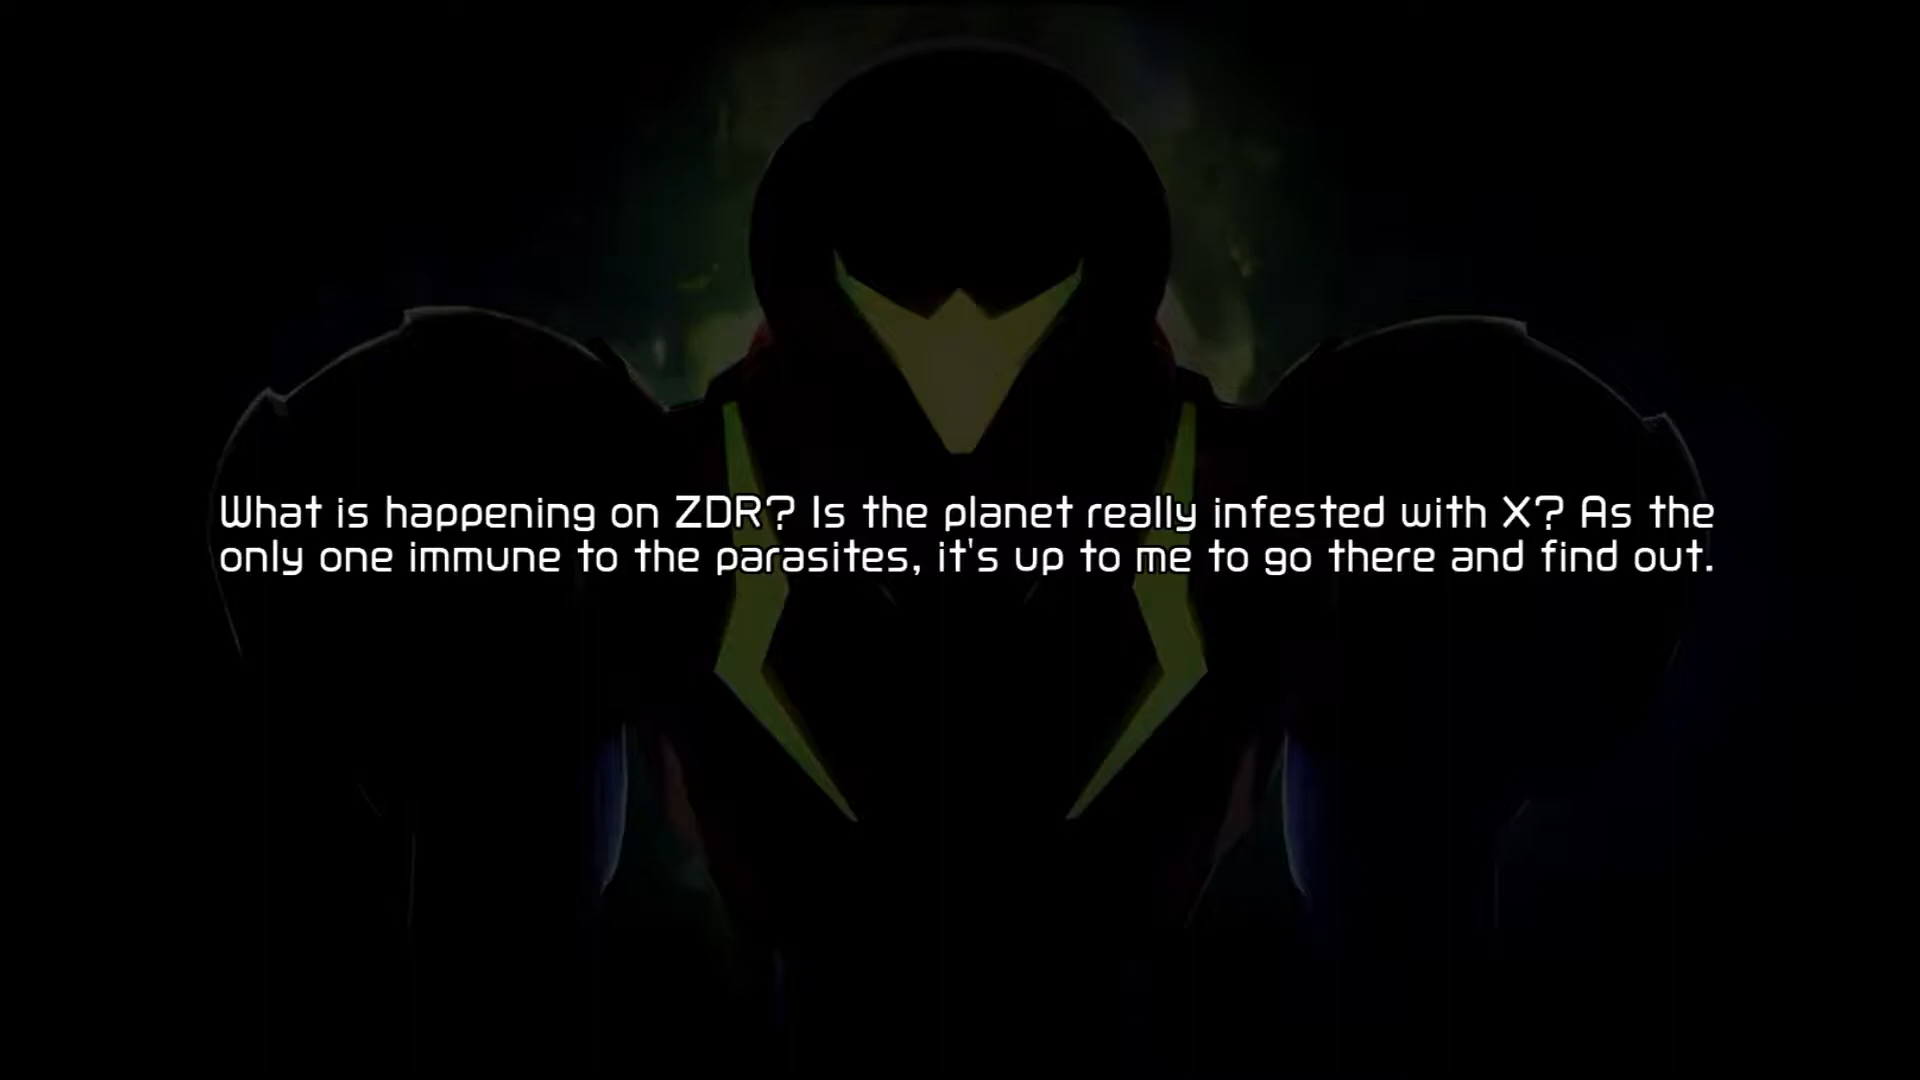 What is happening on ZDR? Is the planet really infested with X? As the
only one immune to the parasites, it's up to me to go there and find out.